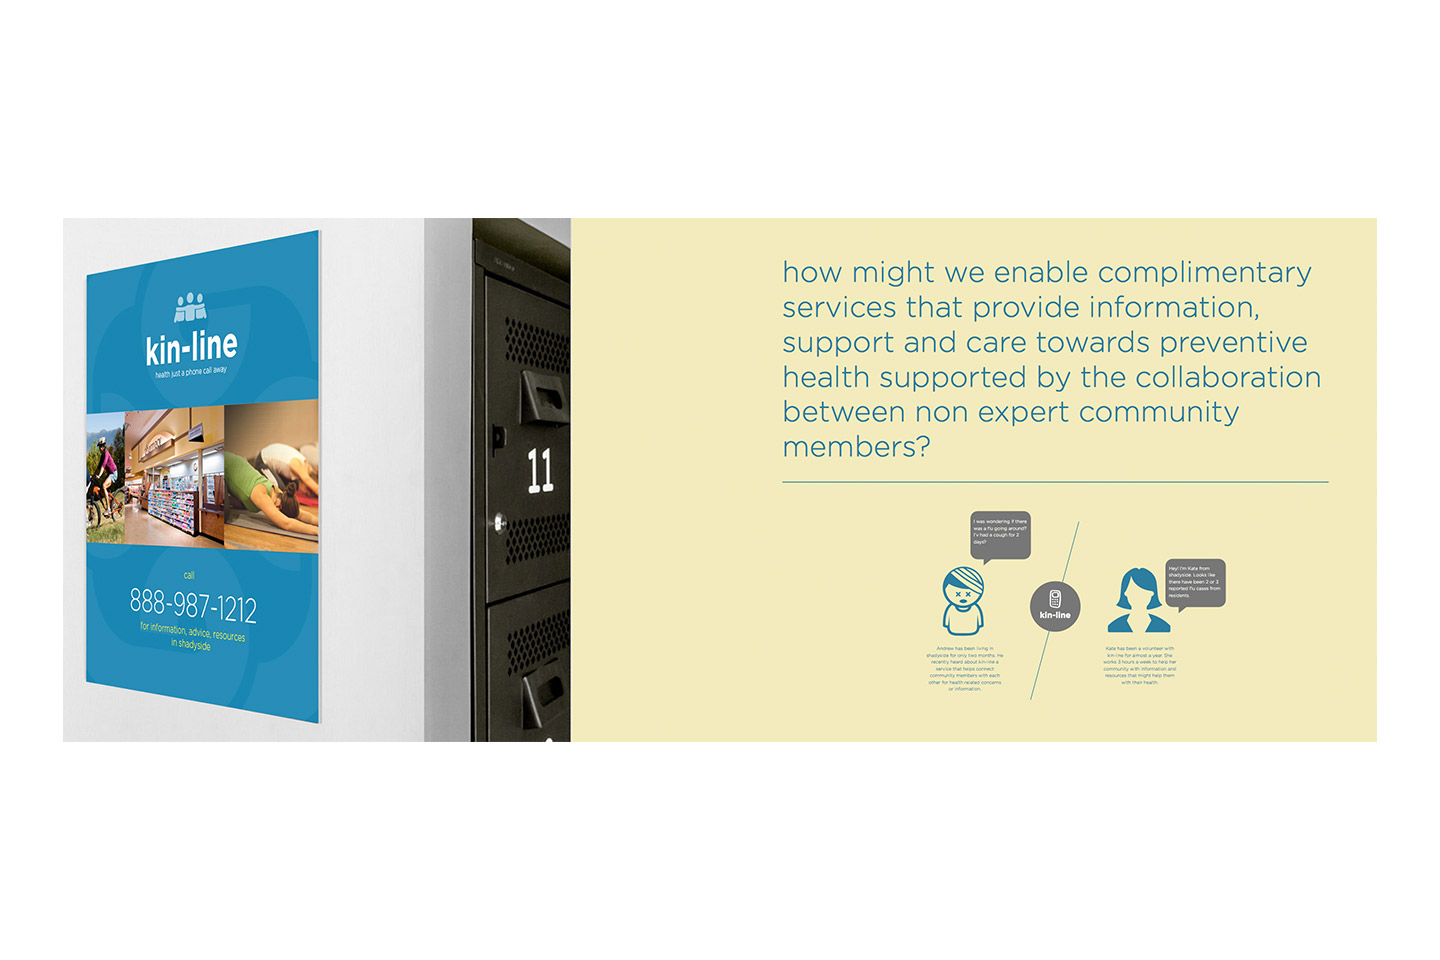 kin-line
health just a phone call away
call
888-987-1212
for information, advice, resources
in shadyside
11
how might we enable complimentary
services that provide information,
support and care towards preventive
health supported by the collaboration
between non expert community
members?
I was wondering if there
was a flu going around?
I'v had a cough for 2
days?
kin-line
Hey! I'm Kate from
shadyside. Looks like
there have been 2 or 3
reported flu cases from
residents.
Andrew has been living in
shadyside for only two months. He
recently heard about kin-line a
service that helps connect
community members with each
other for health related concerns
or information.
Kate has been a volunteer with
kin-line for almost a year. She
works 3 hours a week to help her
community with information and
resources that might help them
with their health.